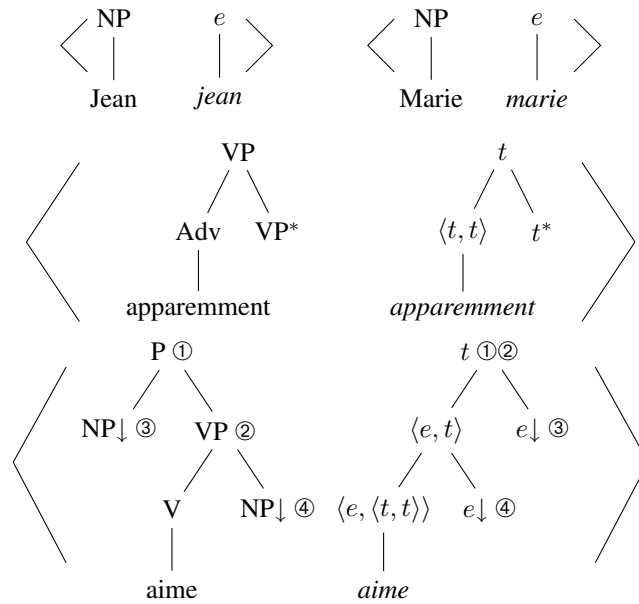 NP e NP e
Jean jean Marie marie
VP t
Adv VP* ⟨t, t⟩ t*
apparemment apparemment
P ① t ①②
NP↓ ③ VP ② ⟨e, t⟩ e↓ ③
V NP↓ ④ ⟨e, ⟨t, t⟩⟩ e↓ ④
aime aime